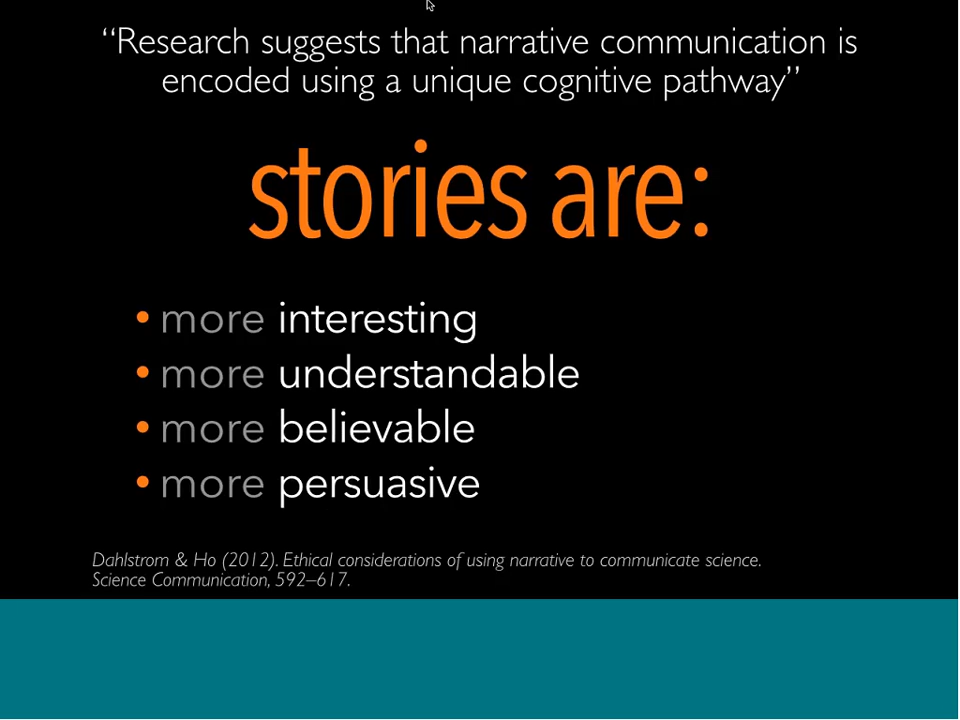 “Research suggests that narrative communication is
encoded using a unique cognitive pathway”
stories are:
• more interesting
• more understandable
• more believable
• more persuasive
Dahlstrom & Ho (2012). Ethical considerations of using narrative to communicate science.
Science Communication, 592–617.